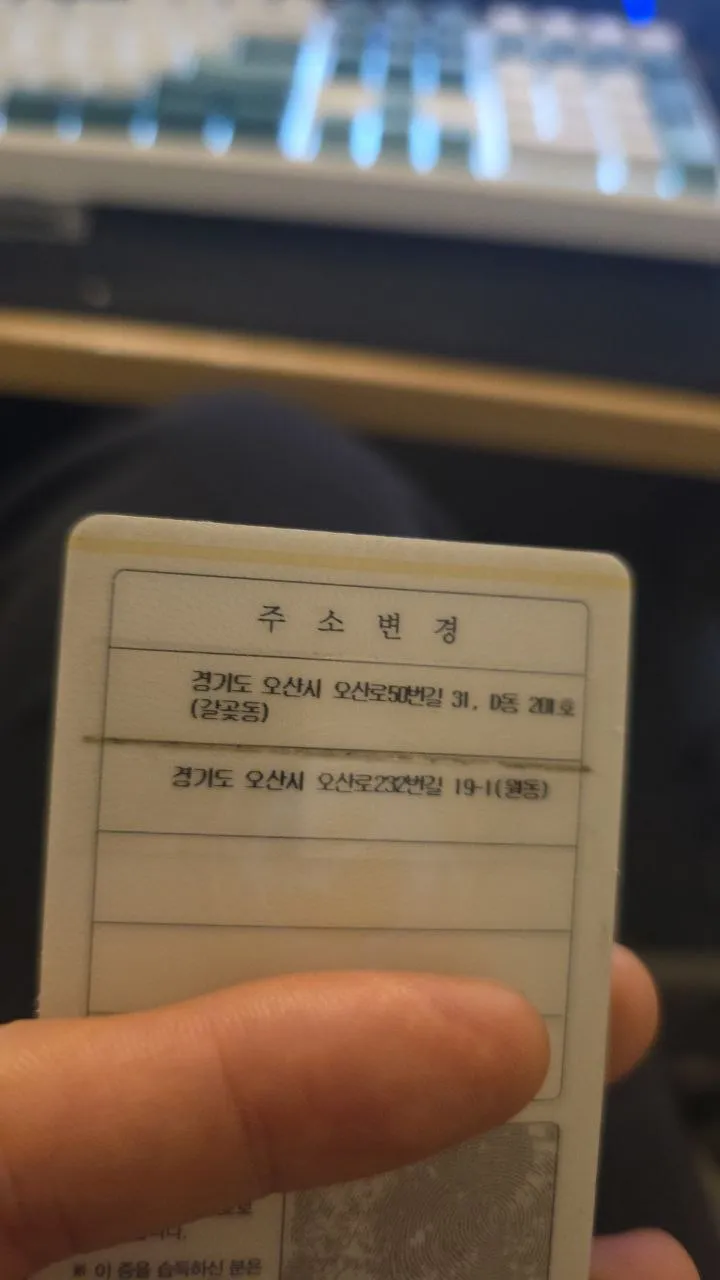 주 소 변 경
경기도 오산시 오산로50번길 31, D동 201호
(갈곶동)
경기도 오산시 오산로232번길 19-1(원동)
※ 이 증을 습득하신 분은